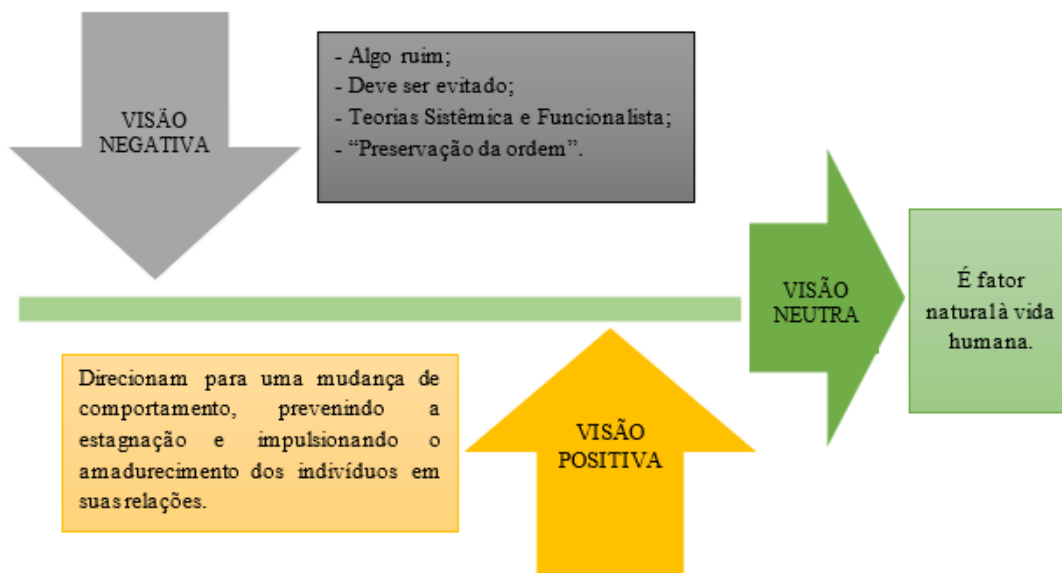 VISÃO
NEGATIVA
- Algo ruim;
- Deve ser evitado;
- Teorias Sistêmica e Funcionalista;
- “Preservação da ordem”.
VISÃO
NEUTRA
É fator
natural à vida
humana.
Direcionam para uma mudança de
comportamento, prevenindo a
estagnação e impulsionando o
amadurecimento dos indivíduos em
suas relações.
VISÃO
POSITIVA